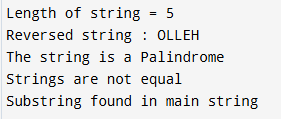 Length of string = 5
Reversed string : OLLEH
The string is a Palindrome
Strings are not equal
Substring found in main string